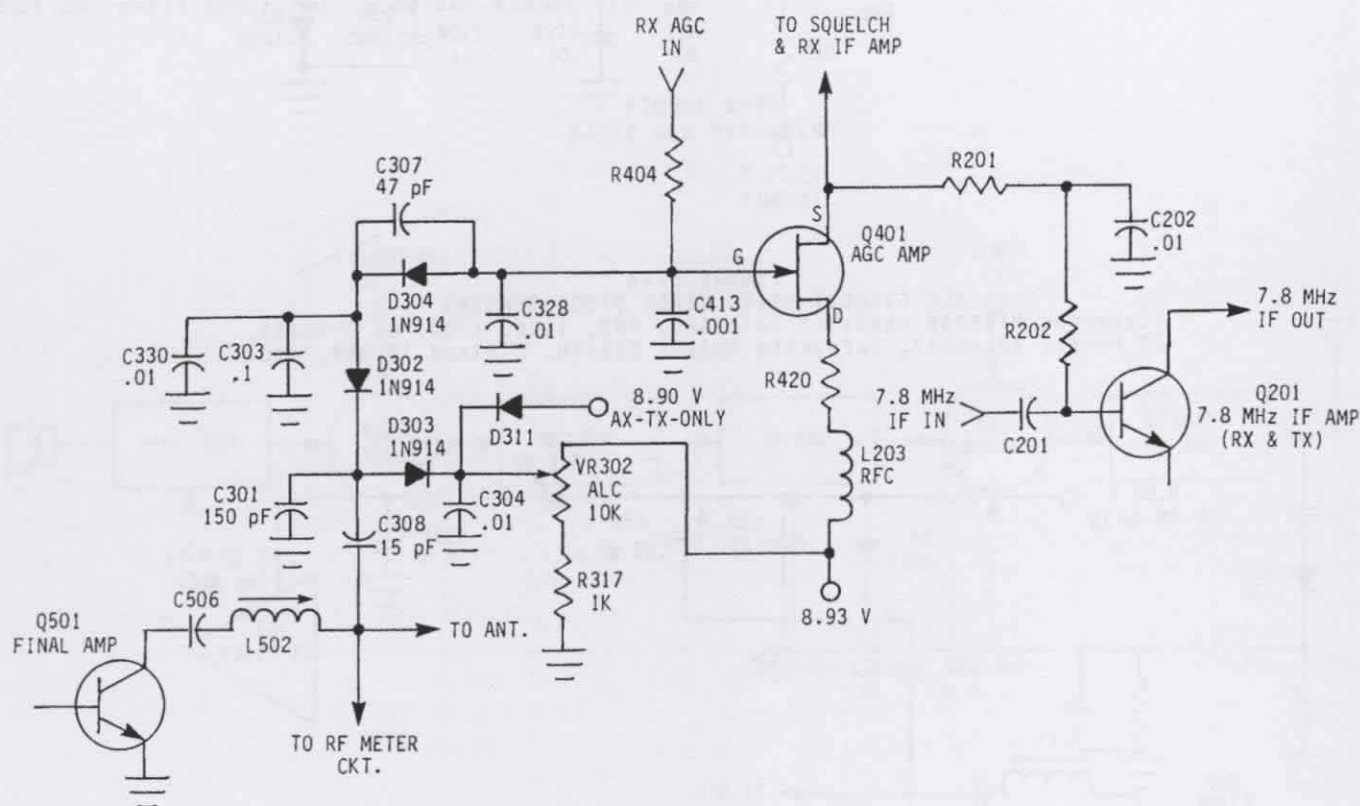 RX AGC
IN
TO SQUELCH
& RX IF AMP
C307
47 pF
R404
R201
S
Q401
AGC AMP
G
C202
.01
D304
1N914
C328
.01
C413
.001
D
7.8 MHz
IF OUT
C330
.01
C303
.1
D302
1N914
R202
R420
8.90 V
AX-TX-ONLY
D311
7.8 MHz
IF IN
C201
Q201
7.8 MHz IF AMP
(RX & TX)
D303
1N914
VR302
ALC
10K
L203
RFC
C301
150 pF
C304
.01
C308
15 pF
R317
1K
8.93 V
Q501
FINAL AMP
C506
L502
TO ANT.
TO RF METER
CKT.